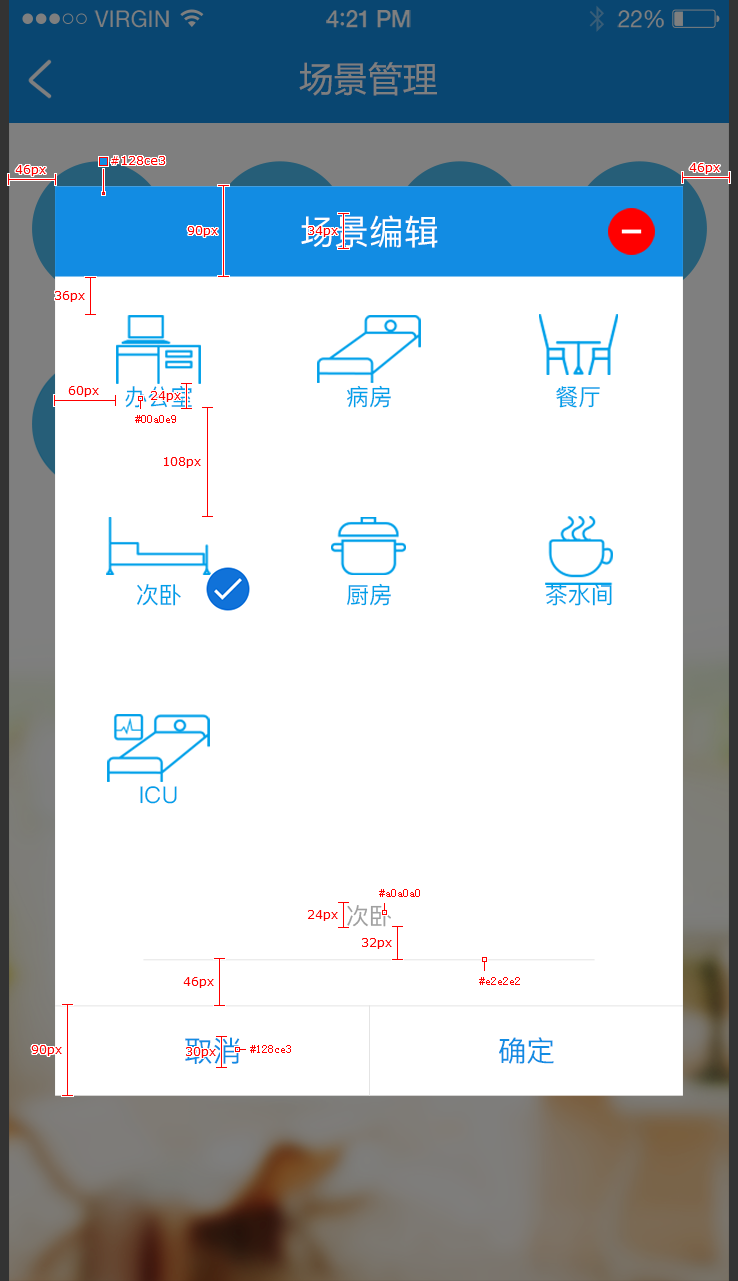 VIRGIN 4:21 PM 22%
场景管理
46px #128ce3 46px
90px 场景编辑 34px
36px
办公室 病房 餐厅
60px 24px
#00a0e9
108px
次卧 厨房 茶水间
ICU
#a0a0a0
24px 次卧
32px
46px #e2e2e2
90px 取消 30px #128ce3 确定